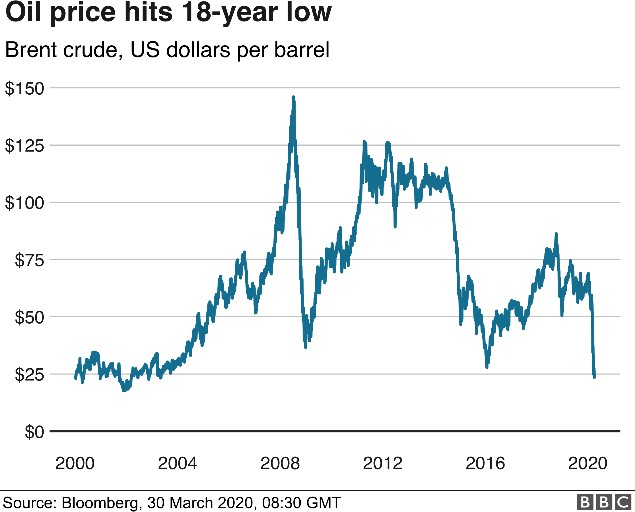 Oil price hits 18-year low
Brent crude, US dollars per barrel
$150
$125
$100
$75
$50
$25
$0
2000 2004 2008 2012 2016 2020
Source: Bloomberg, 30 March 2020, 08:30 GMT
BBC